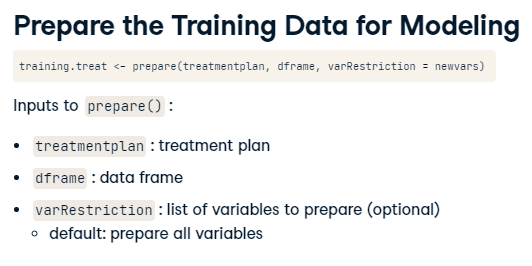 Prepare the Training Data for Modeling
training.treat <- prepare(treatmentplan, dframe, varRestriction = newvars)
Inputs to prepare() :
• treatmentplan : treatment plan
• dframe : data frame
• varRestriction : list of variables to prepare (optional)
◦ default: prepare all variables